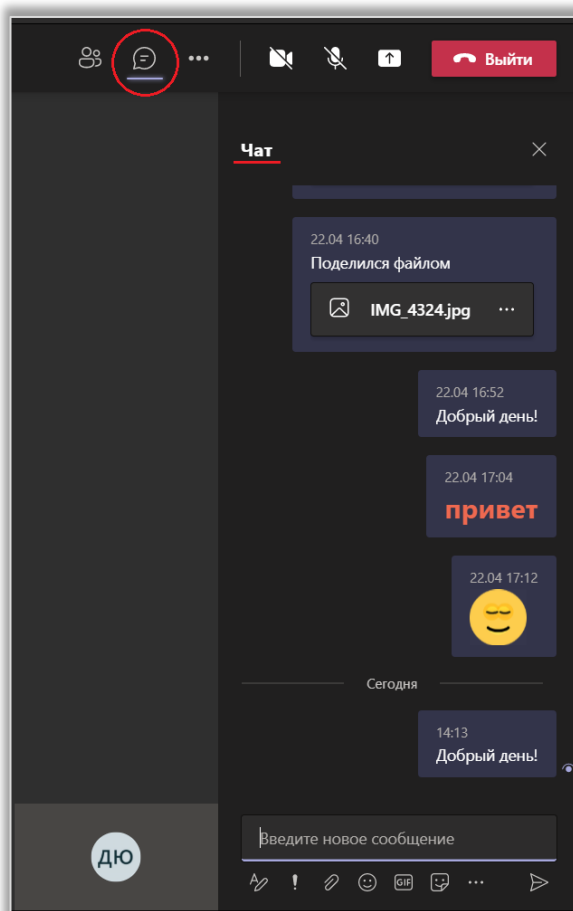 Выйти
Чат
22.04 16:40
Поделился файлом
IMG_4324.jpg
22.04 16:52
Добрый день!
22.04 17:04
привет
22.04 17:12
Сегодня
14:13
Добрый день!
ДЮ
Введите новое сообщение
GIF